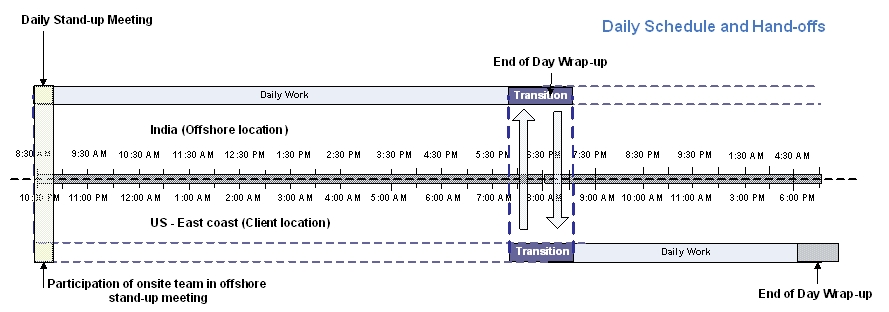 Daily Stand-up Meeting
Daily Schedule and Hand-offs
End of Day Wrap-up
Daily Work
Transition
India (Offshore location)
8:30 AM 9:30 AM 10:30 AM 11:30 AM 12:30 PM 1:30 PM 2:30 PM 3:30 PM 4:30 PM 5:30 PM 6:30 PM 7:30 PM 8:30 PM 9:30 PM 1:30 AM 4:30 AM
10:00 PM 11:00 PM 12:00 AM 1:00 AM 2:00 AM 3:00 AM 4:00 AM 5:00 AM 6:00 AM 7:00 AM 8:00 AM 9:00 AM 10:00 AM 11:00 AM 3:00 PM 6:00 PM
US - East coast (Client location)
Transition
Daily Work
Participation of onsite team in offshore
stand-up meeting
End of Day Wrap-up